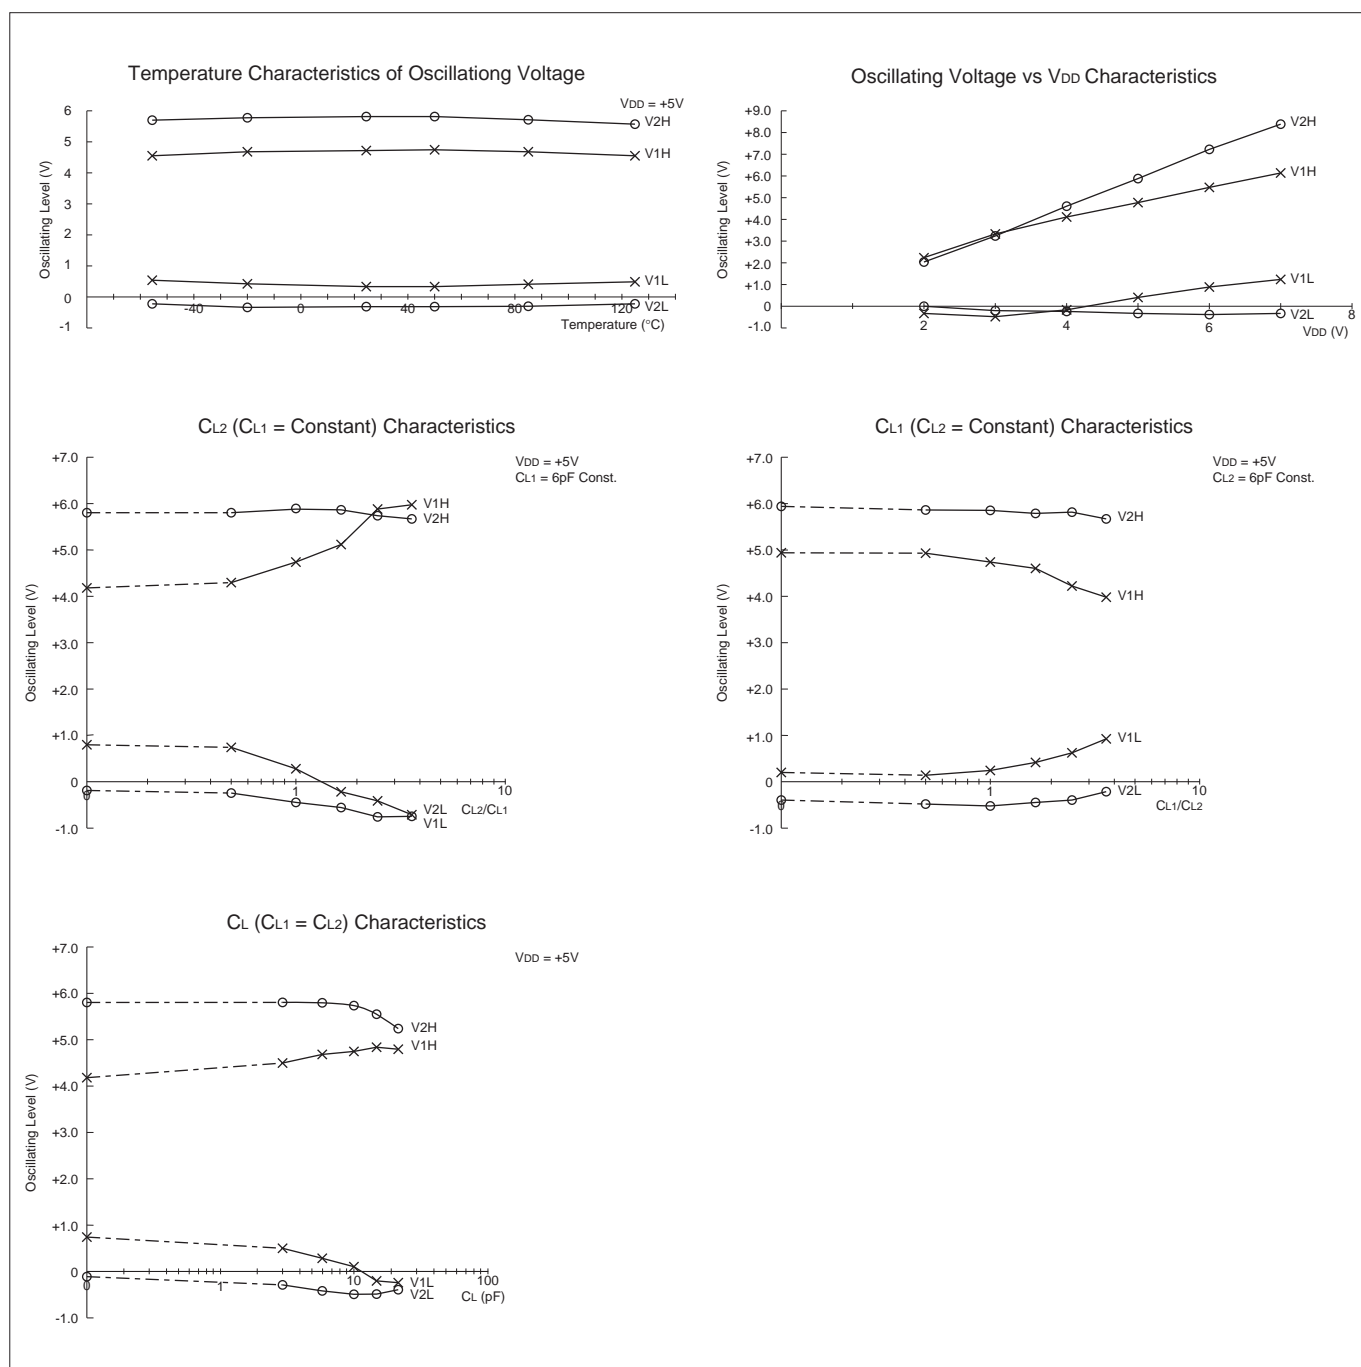 Temperature Characteristics of Oscillationg Voltage
VDD = +5V
Oscillating Level (V)
6
5
4
3
2
1
0
-1
-40
0
40
80
120
Temperature (°C)
V2H
V1H
V1L
V2L
Oscillating Voltage vs VDD Characteristics
Oscillating Level (V)
+9.0
+8.0
+7.0
+6.0
+5.0
+4.0
+3.0
+2.0
+1.0
0
-1.0
2
4
6
8
VDD (V)
V2H
V1H
V1L
V2L
CL2 (CL1 = Constant) Characteristics
VDD = +5V
CL1 = 6pF Const.
Oscillating Level (V)
+7.0
+6.0
+5.0
+4.0
+3.0
+2.0
+1.0
0
-1.0
0
1
10
CL2/CL1
V1H
V2H
V2L
V1L
CL1 (CL2 = Constant) Characteristics
VDD = +5V
CL2 = 6pF Const.
Oscillating Level (V)
+7.0
+6.0
+5.0
+4.0
+3.0
+2.0
+1.0
0
-1.0
0
1
10
CL1/CL2
V2H
V1H
V1L
V2L
CL (CL1 = CL2) Characteristics
VDD = +5V
Oscillating Level (V)
+7.0
+6.0
+5.0
+4.0
+3.0
+2.0
+1.0
0
-1.0
0
1
10
100
CL (pF)
V2H
V1H
V1L
V2L